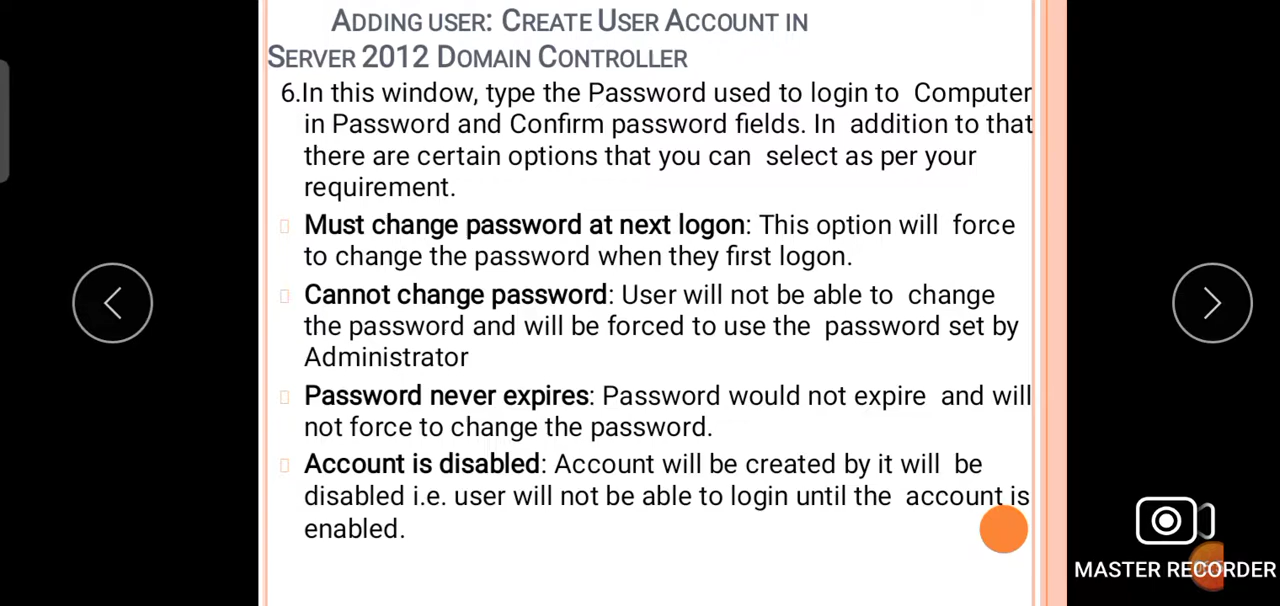 ADDING USER: CREATE USER ACCOUNT IN
SERVER 2012 DOMAIN CONTROLLER
6.In this window, type the Password used to login to Computer
in Password and Confirm password fields. In addition to that
there are certain options that you can select as per your
requirement.
Must change password at next logon: This option will force
to change the password when they first logon.
Cannot change password: User will not be able to change
the password and will be forced to use the password set by
Administrator
Password never expires: Password would not expire and will
not force to change the password.
Account is disabled: Account will be created by it will be
disabled i.e. user will not be able to login until the account is
enabled.
MASTER RECORDER